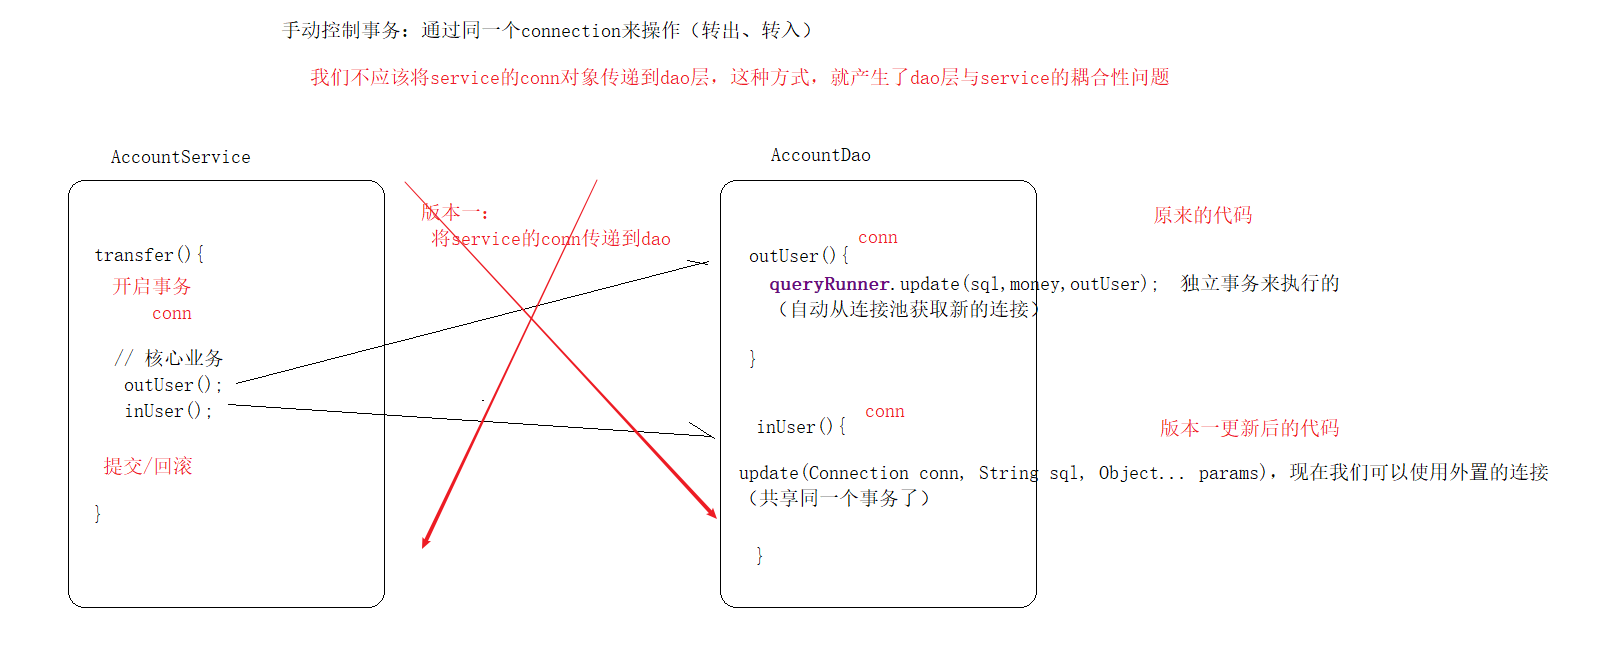 手动控制事务：通过同一个connection来操作（转出、转入）
我们不应该将service的conn对象传递到dao层，这种方式，就产生了dao层与service的耦合性问题
AccountService
transfer(){
开启事务
conn
// 核心业务
outUser();
inUser();
提交/回滚
}
版本一：
将service的conn传递到dao
AccountDao
conn
outUser(){
queryRunner.update(sql,money,outUser);  独立事务来执行的
（自动从连接池获取新的连接）
}
conn
inUser(){
update(Connection conn, String sql, Object... params)，现在我们可以使用外置的连接
（共享同一个事务了）
}
原来的代码
版本一更新后的代码